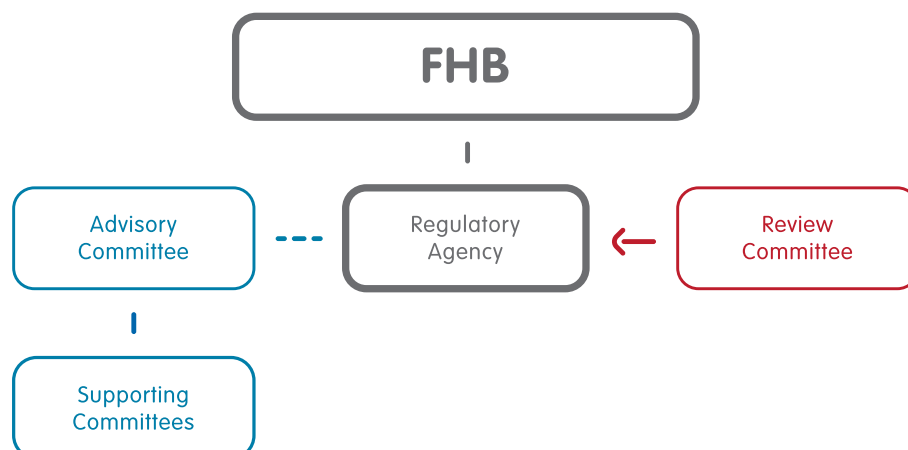 FHB
Advisory
Committee
Regulatory
Agency
Review
Committee
Supporting
Committees